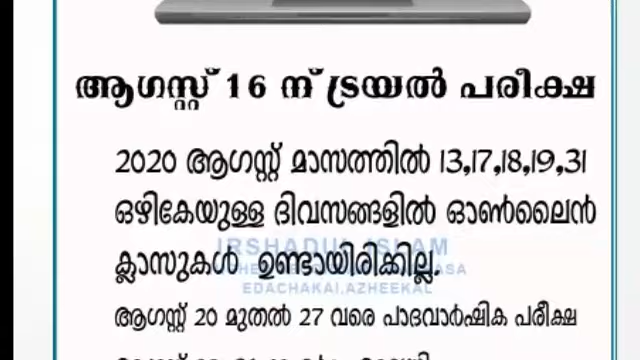 ആഗസ്റ്റ് 16 ന് ട്രയൽ പരീക്ഷ
2020 ആഗസ്റ്റ് മാസത്തിൽ 13,17,18,19,31
ഒഴികേയുള്ള ദിവസങ്ങളിൽ ഓൺലൈൻ
IRSHADUL ISLAM
ക്ലാസുകൾ ഉണ്ടായിരിക്കില്ല.
EDACHAKAI.AZHEEKAL
ആഗസ്റ്റ് 20 മുതൽ 27 വരെ പാദവാർഷിക പരീക്ഷ